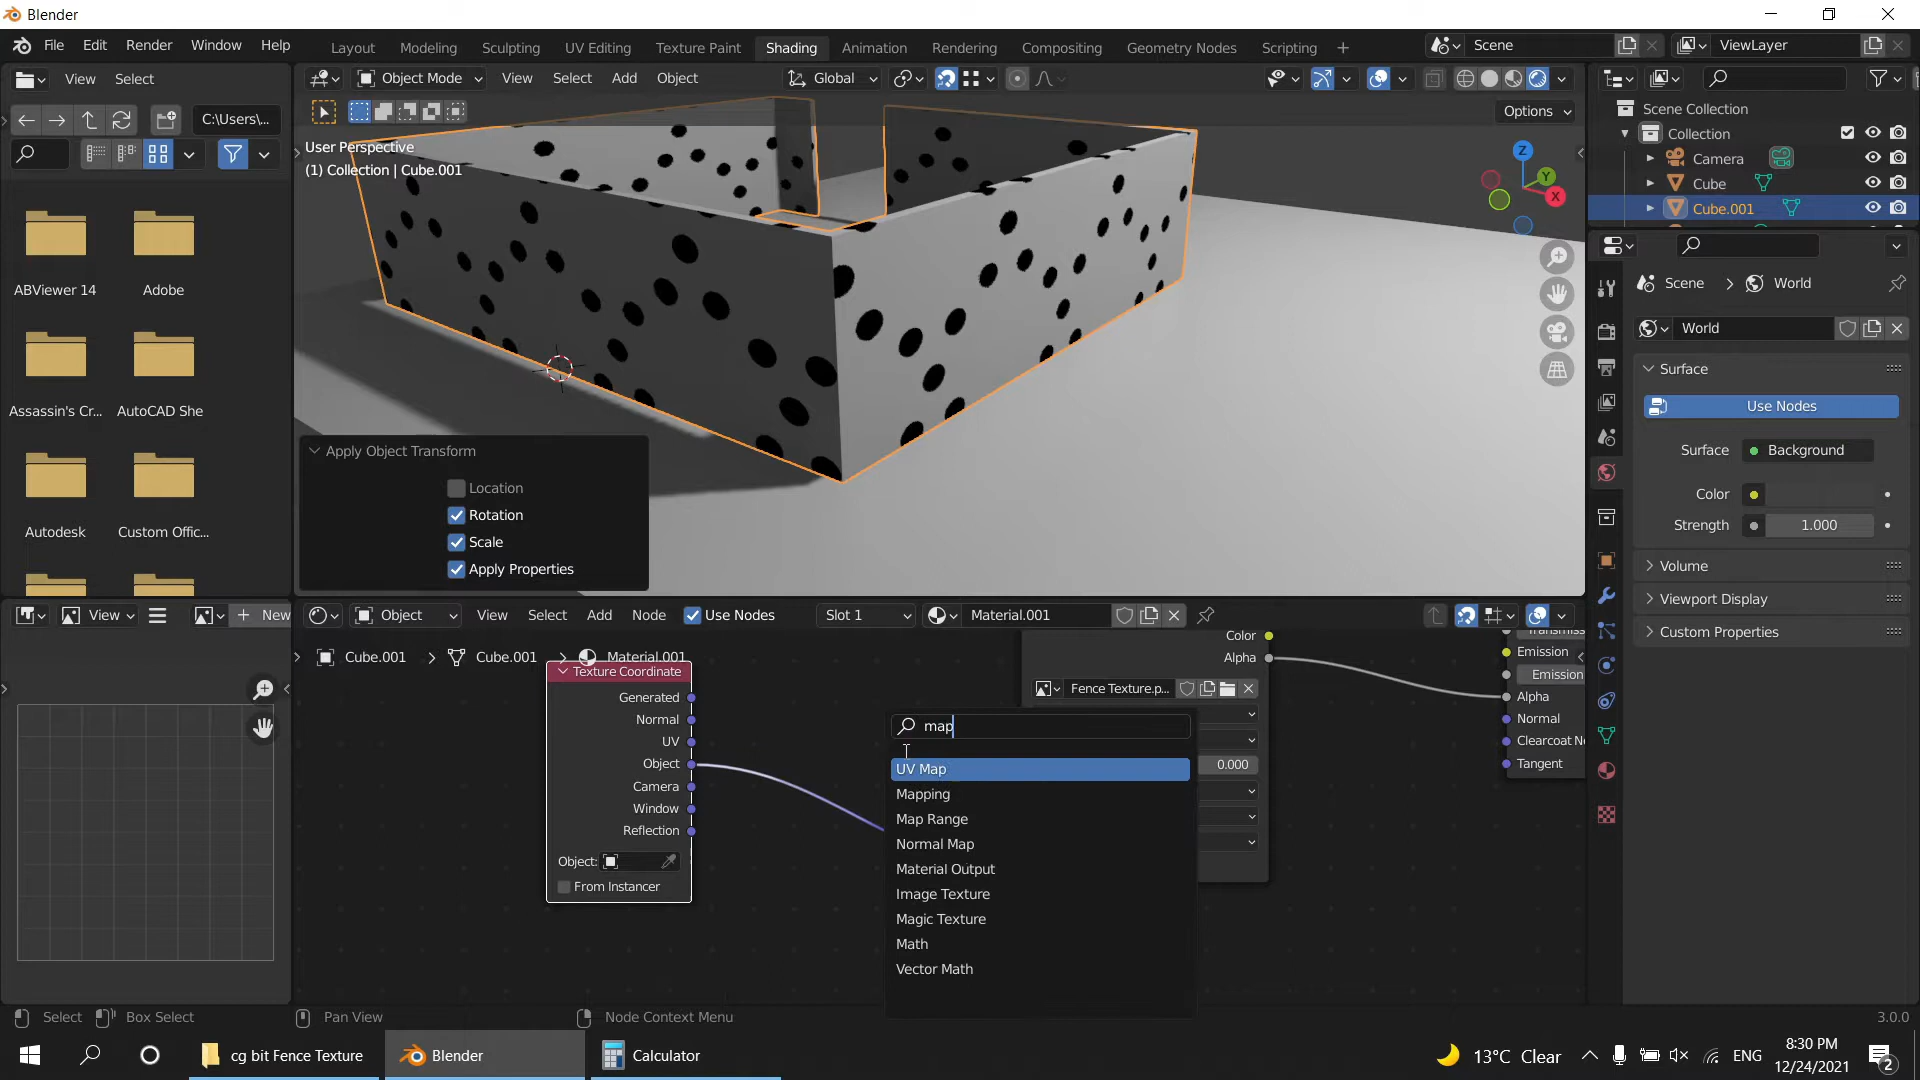 Blender
File Edit Render Window Help
Layout Modeling Sculpting UV Editing Texture Paint Shading Animation Rendering Compositing Geometry Nodes Scripting +
Scene
ViewLayer
View Select
Object Mode View Select Add Object
Global
Options
C:\Users\...
User Perspective
(1) Collection | Cube.001
Z
Y
X
Scene Collection
Collection
Camera
Cube
Cube.001
ABViewer 14
Adobe
Assassin's Cr...
AutoCAD She
Autodesk
Custom Offic...
Apply Object Transform
Location
Rotation
Scale
Apply Properties
Scene > World
World
Surface
Use Nodes
Surface Background
Color
Strength 1.000
Volume
Viewport Display
Custom Properties
View
+ New
Object View Select Add Node Use Nodes Slot 1 Material.001
Cube.001 > Cube.001 > Material.001
Texture Coordinate
Generated
Normal
UV
Object
Camera
Window
Reflection
Object:
From Instancer
Color
Alpha
Fence Texture.p...
0.000
map
UV Map
Mapping
Map Range
Normal Map
Material Output
Image Texture
Magic Texture
Math
Vector Math
Emission
Emission
Alpha
Normal
Clearcoat N
Tangent
Select Box Select Pan View Node Context Menu 3.0.0
cg bit Fence Texture
Blender
Calculator
13°C Clear
ENG
8:30 PM
12/24/2021
2